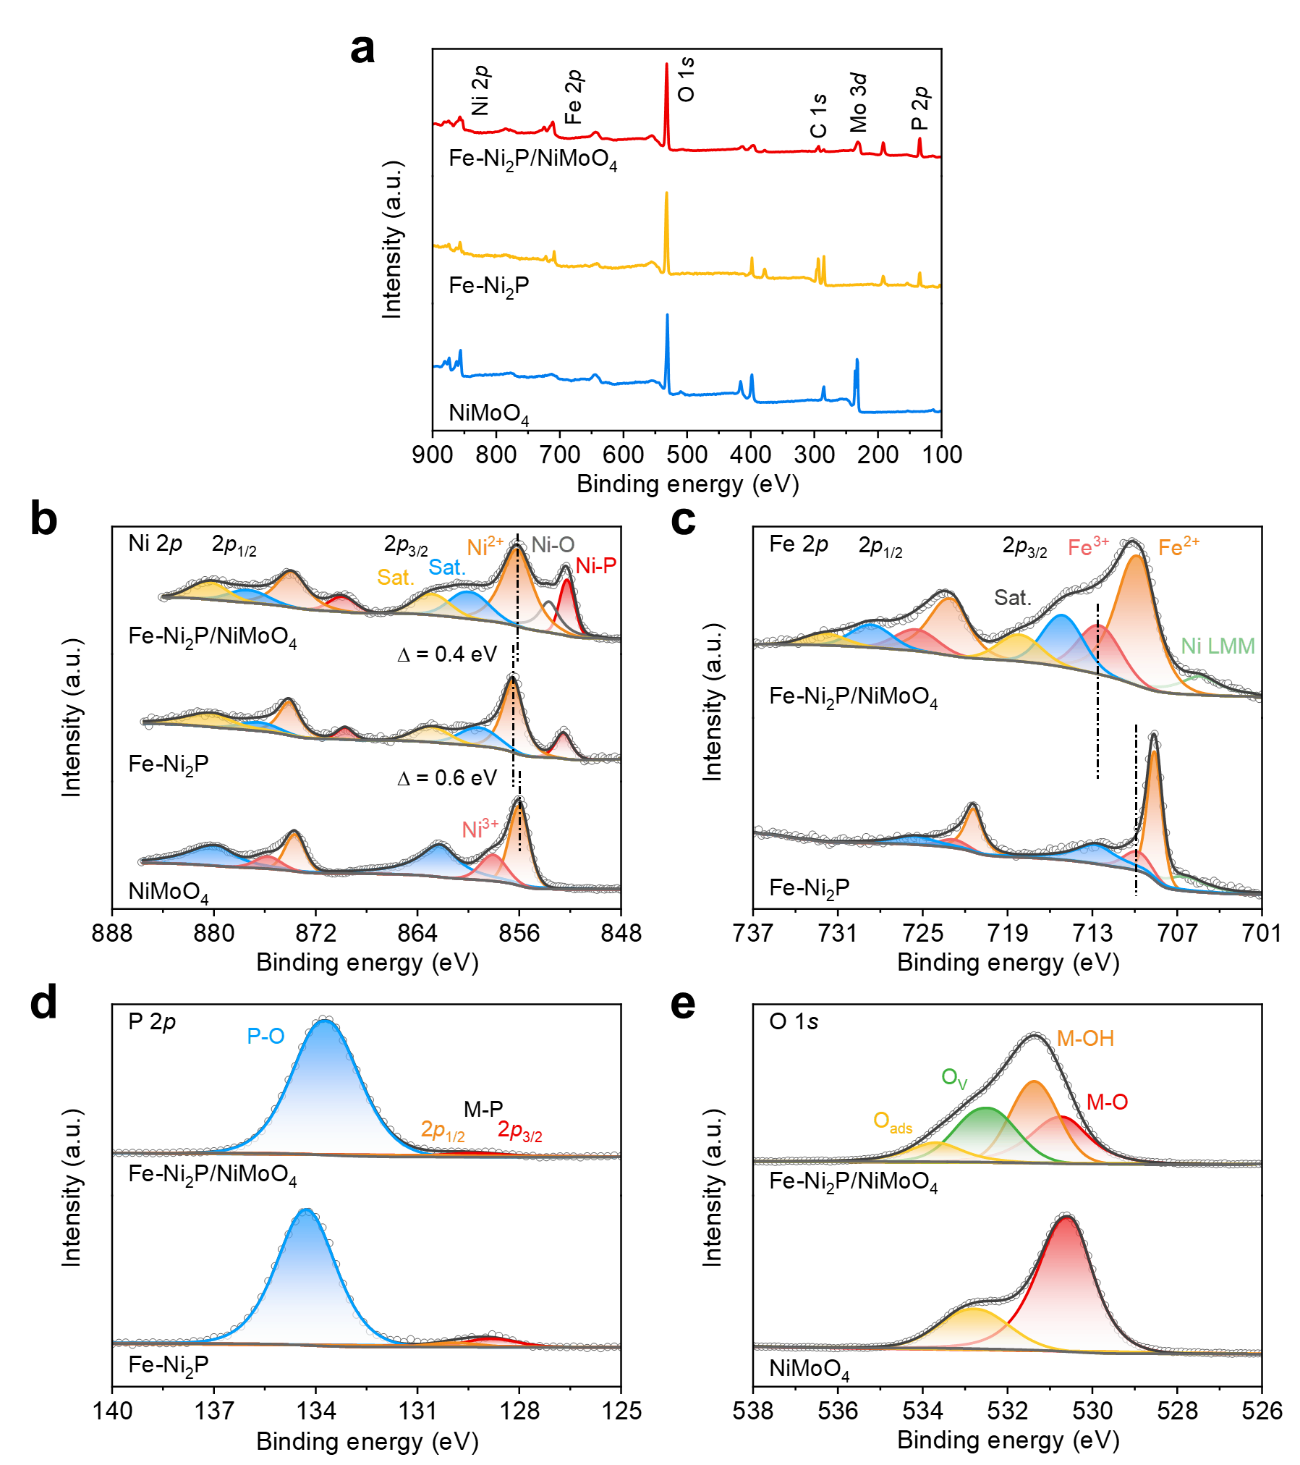 a
Ni 2p
Fe 2p
O 1s
C 1s
Mo 3d
P 2p
Fe-Ni₂P/NiMoO₄
Fe-Ni₂P
NiMoO₄
Intensity (a.u.)
900 800 700 600 500 400 300 200 100
Binding energy (eV)
b
Ni 2p 2p₁/₂ 2p₃/₂ Ni²⁺ Ni-O
Sat. Sat. Ni-P
Fe-Ni₂P/NiMoO₄
Δ = 0.4 eV
Fe-Ni₂P
Δ = 0.6 eV
Ni³⁺
NiMoO₄
Intensity (a.u.)
888 880 872 864 856 848
Binding energy (eV)
c
Fe 2p 2p₁/₂ 2p₃/₂ Fe³⁺ Fe²⁺
Sat.
Ni LMM
Fe-Ni₂P/NiMoO₄
Fe-Ni₂P
Intensity (a.u.)
737 731 725 719 713 707 701
Binding energy (eV)
d
P 2p
P-O
M-P
2p₁/₂ 2p₃/₂
Fe-Ni₂P/NiMoO₄
Fe-Ni₂P
Intensity (a.u.)
140 137 134 131 128 125
Binding energy (eV)
e
O 1s
M-OH
O_V
M-O
O_ads
Fe-Ni₂P/NiMoO₄
NiMoO₄
Intensity (a.u.)
538 536 534 532 530 528 526
Binding energy (eV)